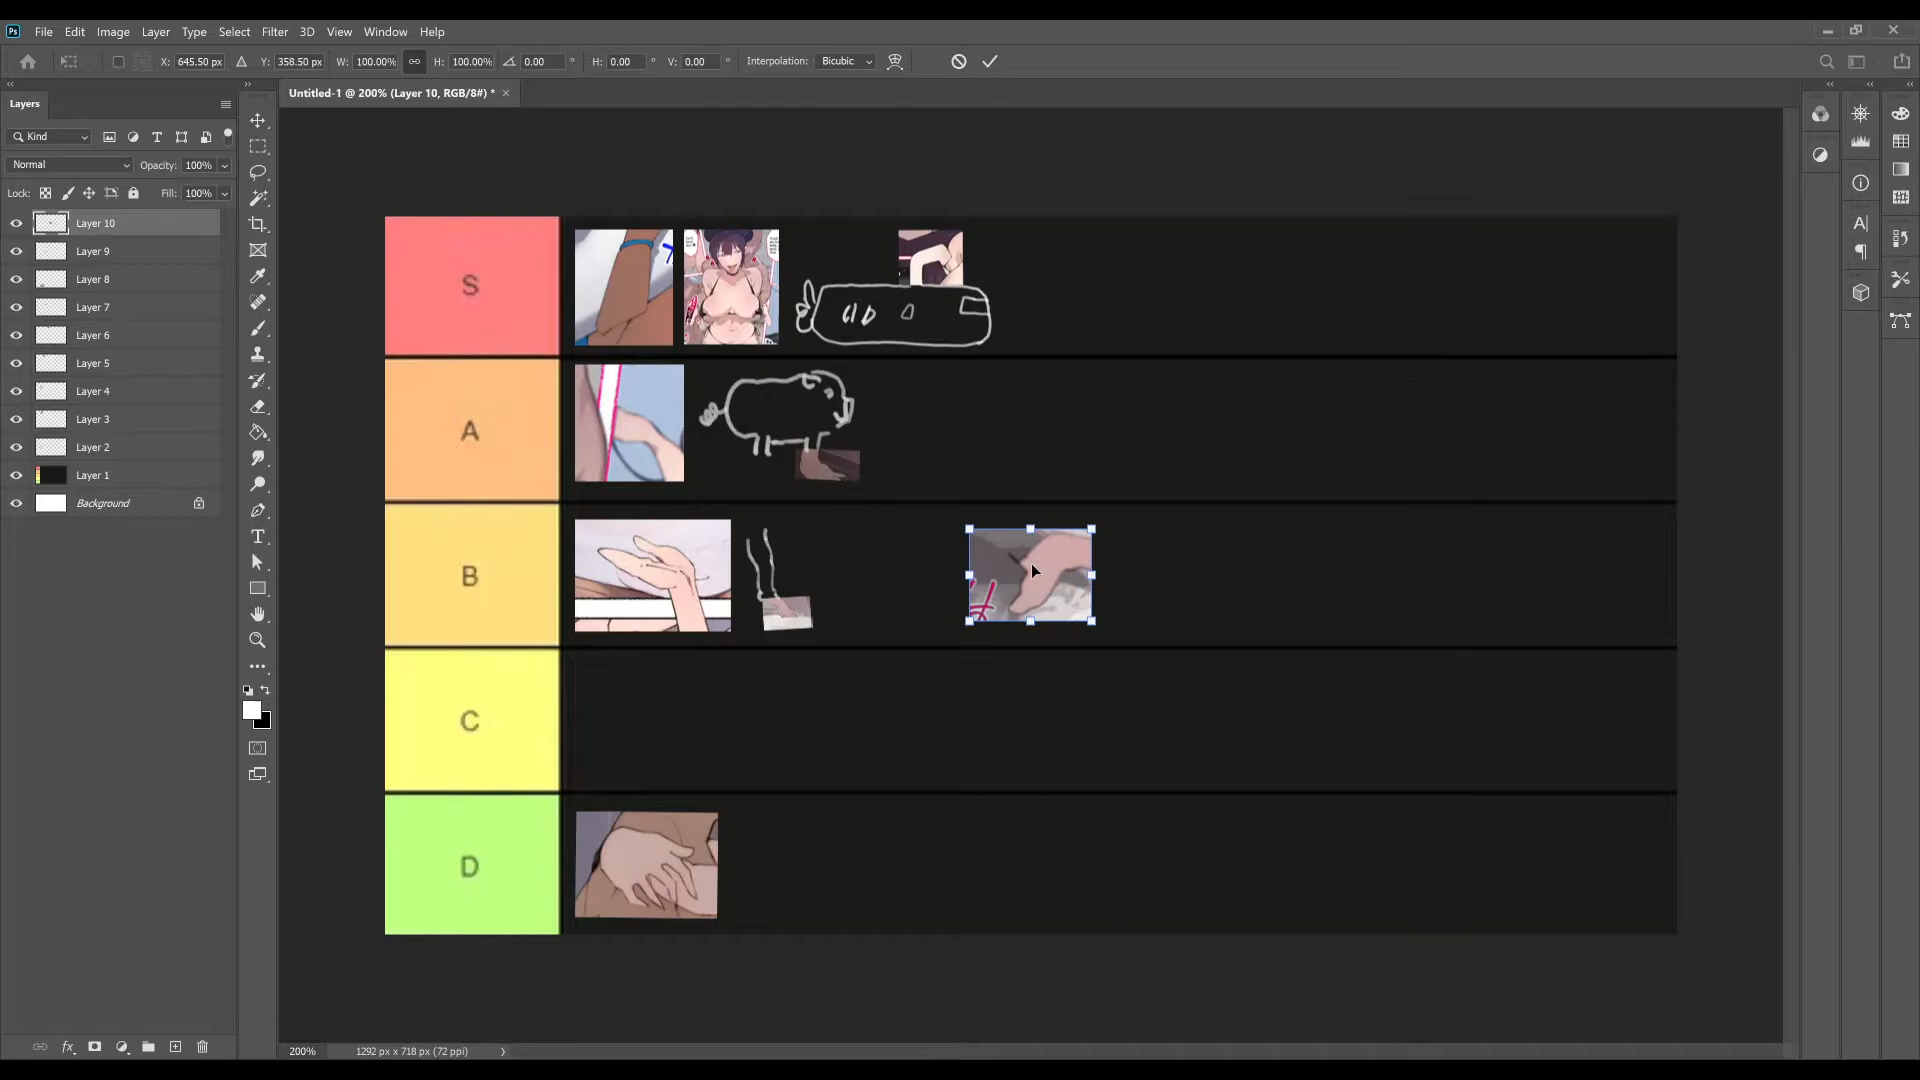 Ps File Edit Image Layer Type Select Filter 3D View Window Help
X: 645.50 px Y: 358.50 px W: 100.00% H: 100.00% 0.00 ° H: 0.00 ° V: 0.00 ° Interpolation: Bicubic
Layers
Untitled-1 @ 200% (Layer 10, RGB/8#) * ×
Kind
Normal Opacity: 100%
Lock: Fill: 100%
Layer 10
Layer 9
Layer 8
Layer 7
Layer 6
Layer 5
Layer 4
Layer 3
Layer 2
Layer 1
Background
S
A
B
C
D
200% 1292 px x 718 px (72 ppi)